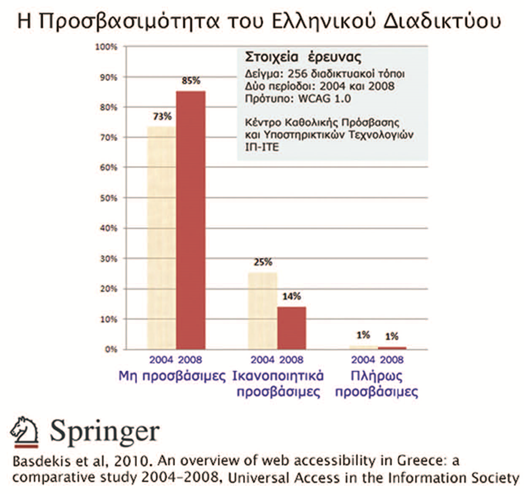 Η Προσβασιμότητα του Ελληνικού Διαδικτύου
100%
90%
80%
70%
60%
50%
40%
30%
20%
10%
0%
Στοιχεία έρευνας
Δείγμα: 256 διαδικτυακοί τόποι
Δύο περίοδοι: 2004 και 2008
Πρότυπο: WCAG 1.0
Κέντρο Καθολικής Πρόσβασης
και Υποστηρικτικών Τεχνολογιών
ΙΠ-ΙΤΕ
73%
85%
25%
14%
1%
1%
2004 2008
2004 2008
2004 2008
Μη προσβάσιμες
Ικανοποιητικά
προσβάσιμες
Πλήρως
προσβάσιμες
Springer
Basdekis et al, 2010. An overview of web accessibility in Greece: a
comparative study 2004-2008, Universal Access in the Information Society